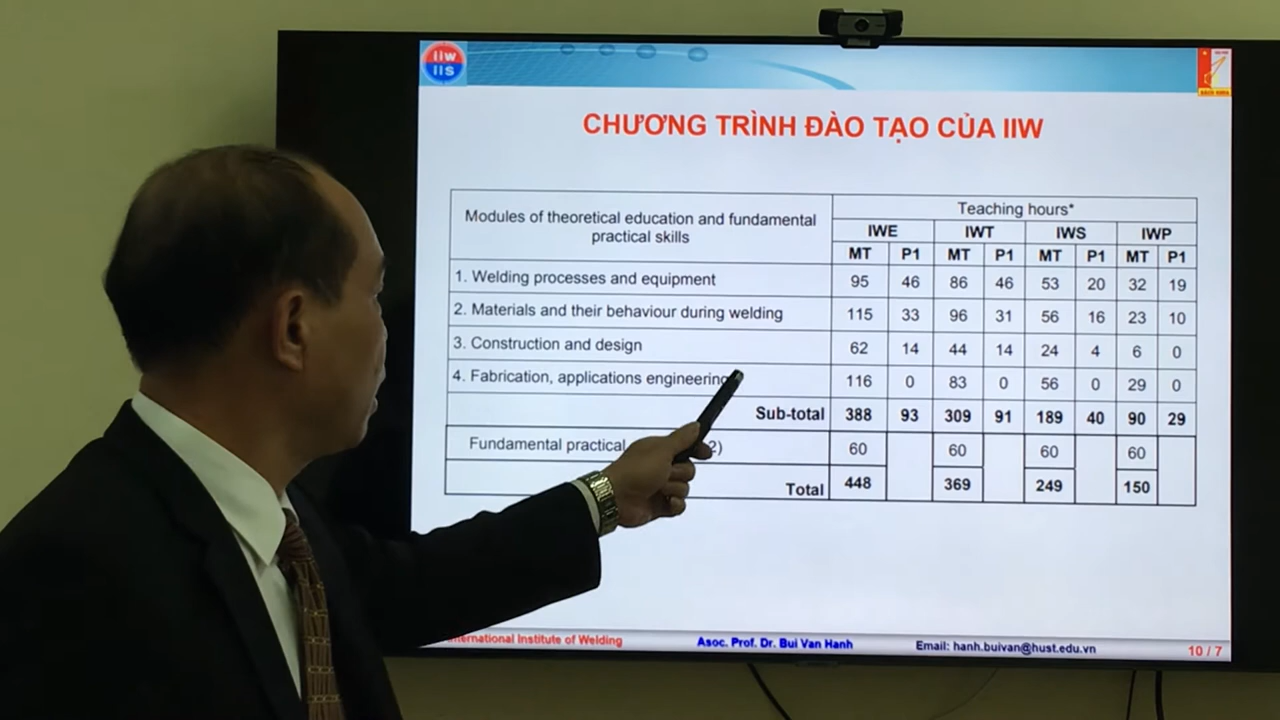 IIW
IIS
CHƯƠNG TRÌNH ĐÀO TẠO CỦA IIW
Modules of theoretical education and fundamental practical skills
Teaching hours*
IWE IWT IWS IWP
MT P1 MT P1 MT P1 MT P1
1. Welding processes and equipment 95 46 86 46 53 20 32 19
2. Materials and their behaviour during welding 115 33 96 31 56 16 23 10
3. Construction and design 62 14 44 14 24 4 6 0
4. Fabrication, applications engineering 116 0 83 0 56 0 29 0
Sub-total 388 93 309 91 189 40 90 29
Fundamental practical 2) 60 60 60 60
Total 448 369 249 150
International Institute of Welding Asoc. Prof. Dr. Bui Van Hanh Email: hanh.buivan@hust.edu.vn 10 / 7